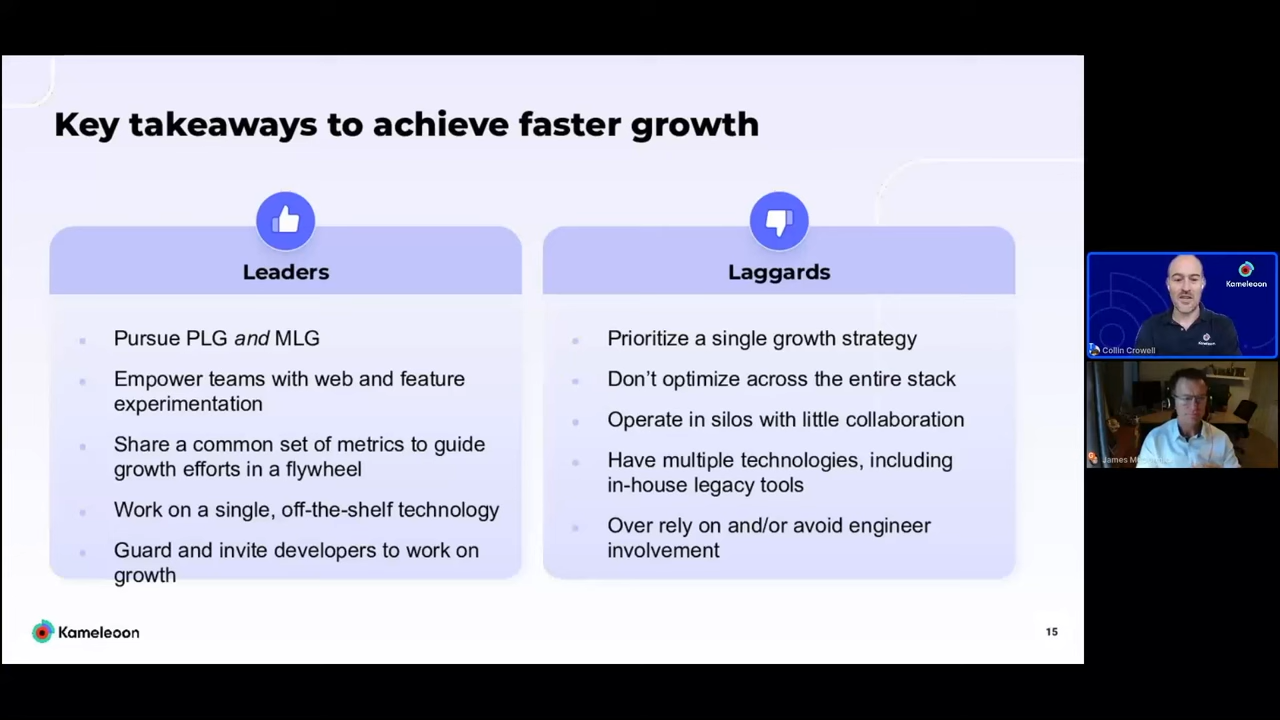 Key takeaways to achieve faster growth
Leaders
Pursue PLG and MLG
Empower teams with web and feature
experimentation
Share a common set of metrics to guide
growth efforts in a flywheel
Work on a single, off-the-shelf technology
Guard and invite developers to work on
growth
Laggards
Prioritize a single growth strategy
Don’t optimize across the entire stack
Operate in silos with little collaboration
Have multiple technologies, including
in-house legacy tools
Over rely on and/or avoid engineer
involvement
Kameleoon
15
Kameleoon
Collin Crowell
James